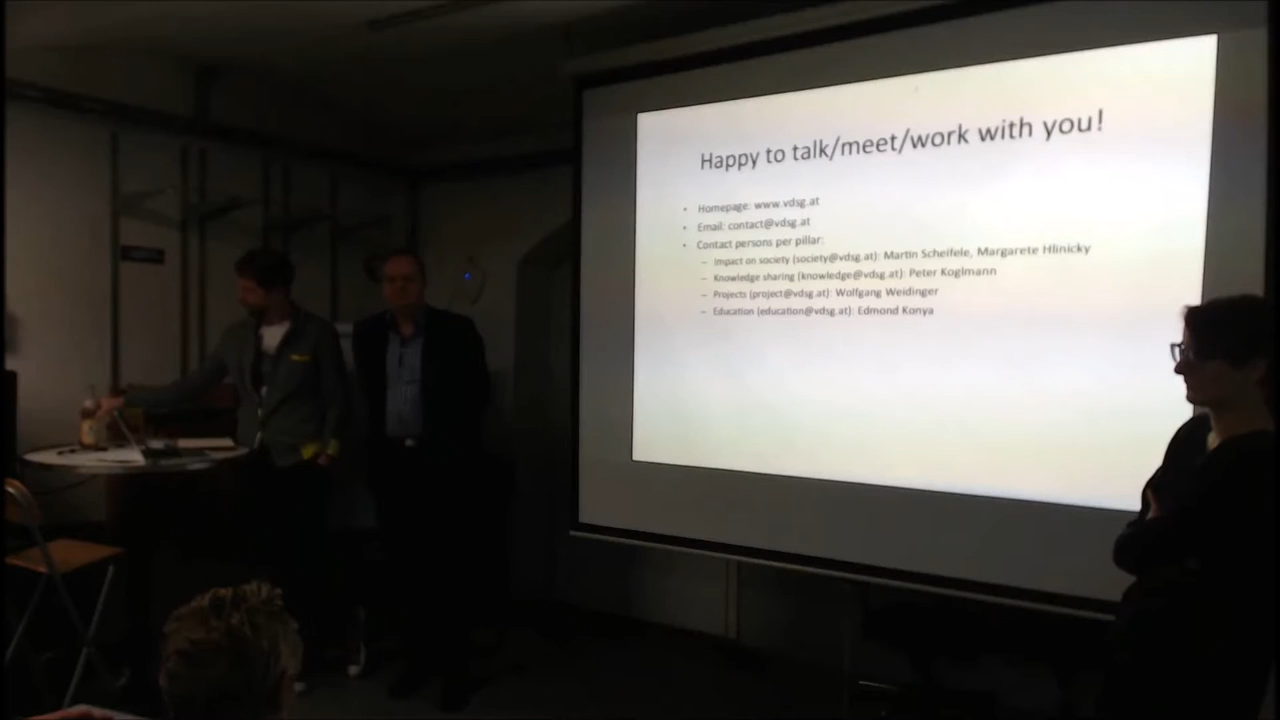 Happy to talk/meet/work with you!
• Homepage: www.vdsg.at
• Email: contact@vdsg.at
• Contact persons per pillar:
– Impact on society (society@vdsg.at): Martin Scheifele, Margarete Hlinicky
– Knowledge sharing (knowledge@vdsg.at): Peter Koglmann
– Projects (project@vdsg.at): Wolfgang Weidinger
– Education (education@vdsg.at): Edmond Konya